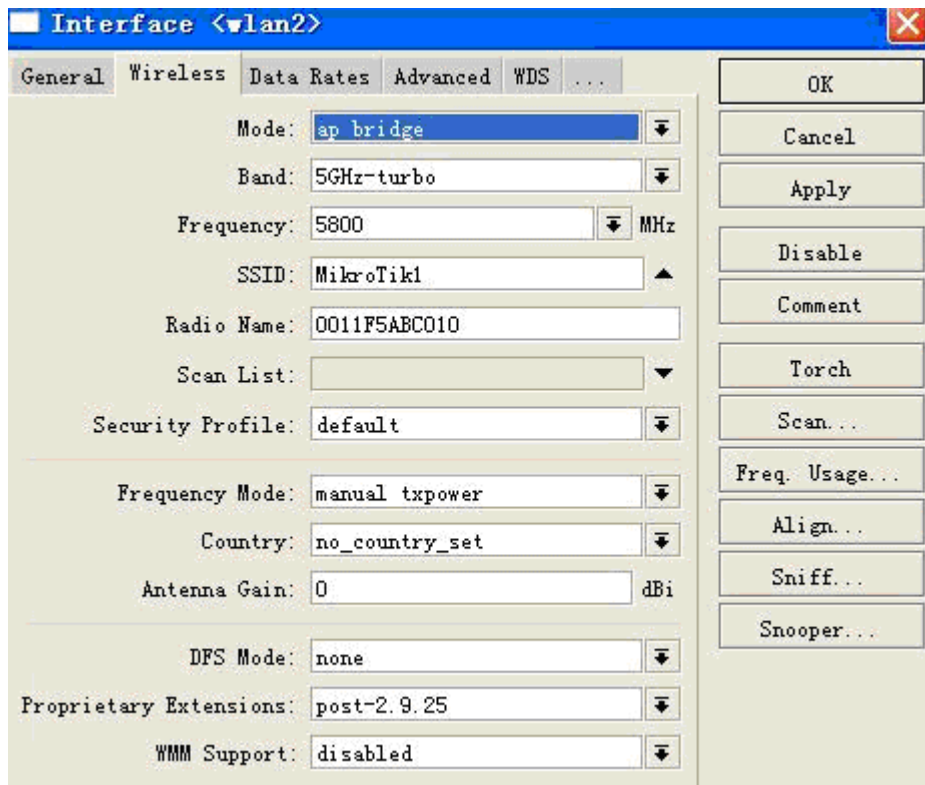 Interface <wlan2>
General Wireless Data Rates Advanced WDS ...
Mode: ap bridge
Band: 5GHz-turbo
Frequency: 5800 MHz
SSID: MikroTik1
Radio Name: 0011F5ABC010
Scan List:
Security Profile: default
Frequency Mode: manual txpower
Country: no_country_set
Antenna Gain: 0 dBi
DFS Mode: none
Proprietary Extensions: post-2.9.25
WMM Support: disabled
OK
Cancel
Apply
Disable
Comment
Torch
Scan...
Freq. Usage...
Align...
Sniff...
Snooper...